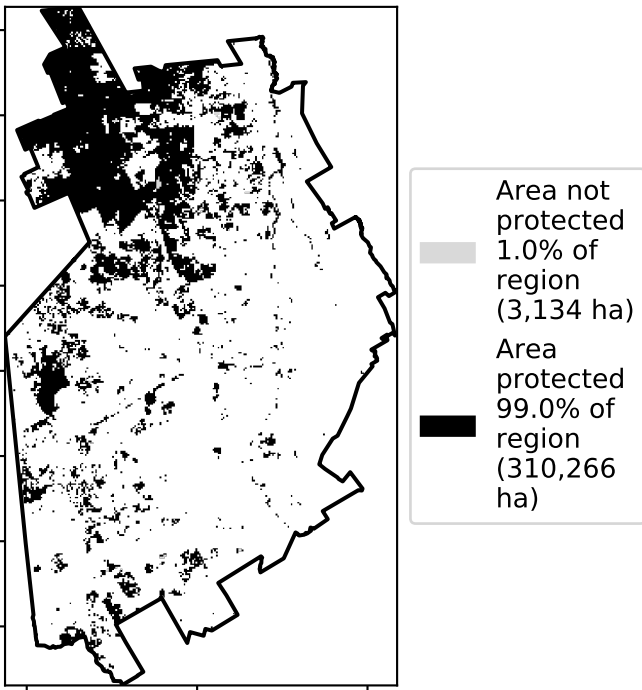 Area not
protected
1.0% of
region
(3,134 ha)
Area
protected
99.0% of
region
(310,266
ha)